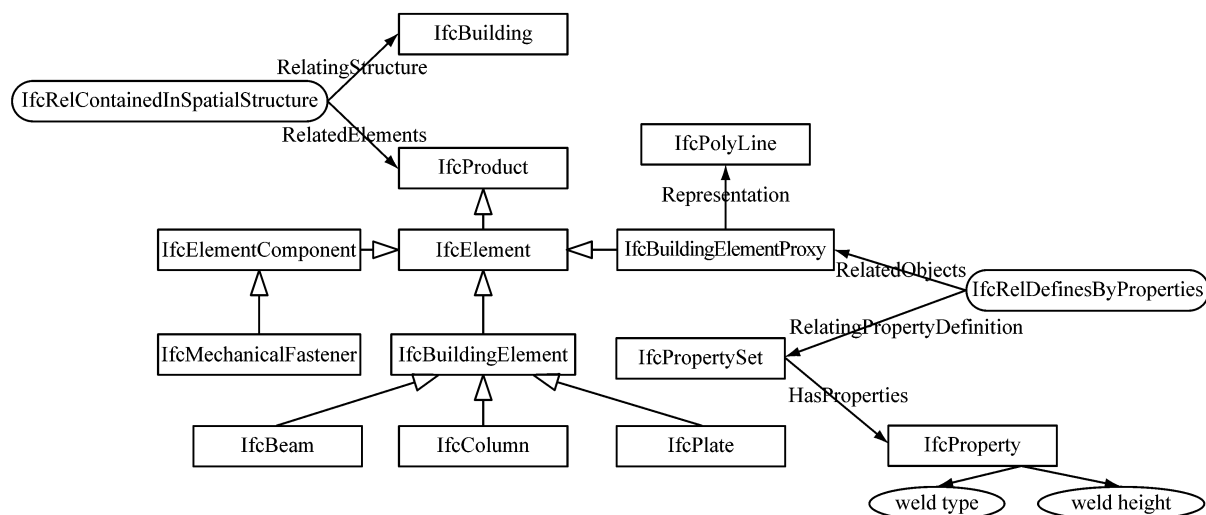 IfcBuilding
RelatingStructure
IfcRelContainedInSpatialStructure
RelatedElements
IfcPolyLine
IfcProduct
Representation
IfcElementComponent
IfcElement
IfcBuildingElementProxy
RelatedObjects
IfcRelDefinesByProperties
RelatingPropertyDefinition
IfcMechanicalFastener
IfcBuildingElement
IfcPropertySet
HasProperties
IfcBeam
IfcColumn
IfcPlate
IfcProperty
weld type
weld height